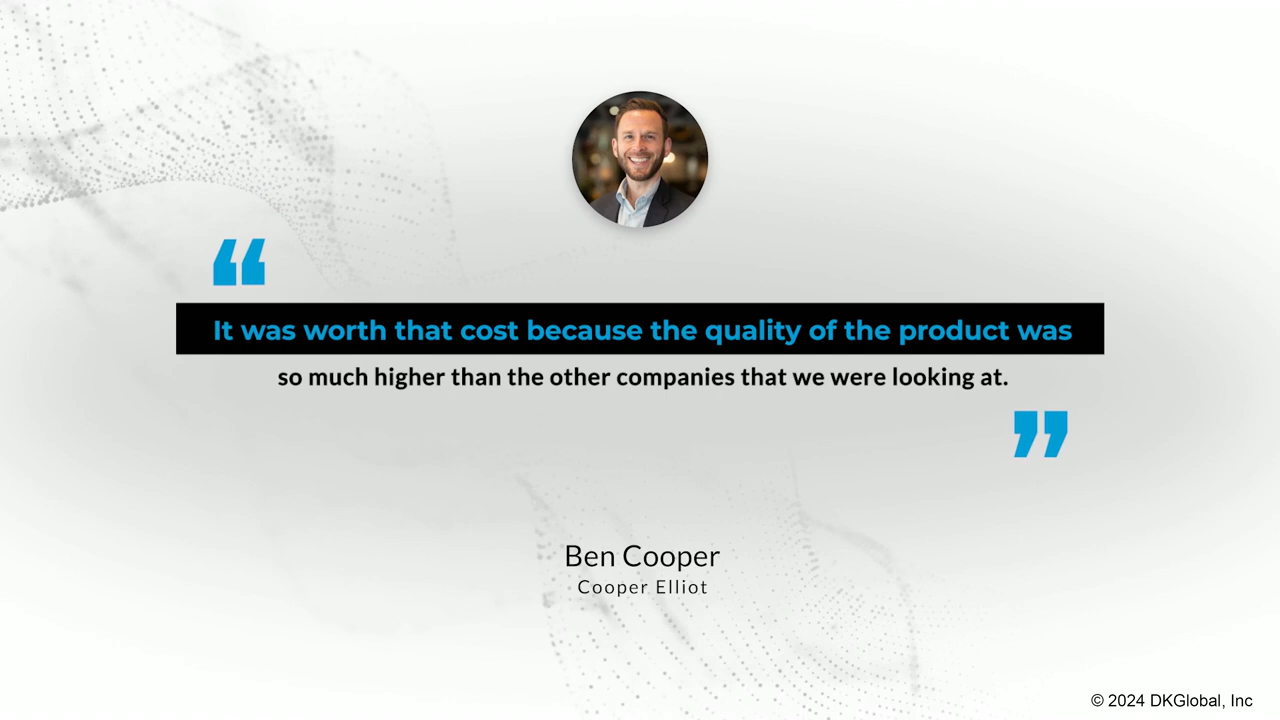 “
It was worth that cost because the quality of the product was
so much higher than the other companies that we were looking at.
”
Ben Cooper
Cooper Elliot
© 2024 DKGlobal, Inc